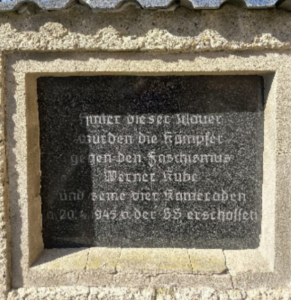 Hinter dieser Mauer
wurden die Kämpfer
gegen den Faschismus
Werner Kube
und seine vier Kameraden
a. 20. 4. 1945 v. der SS erschossen